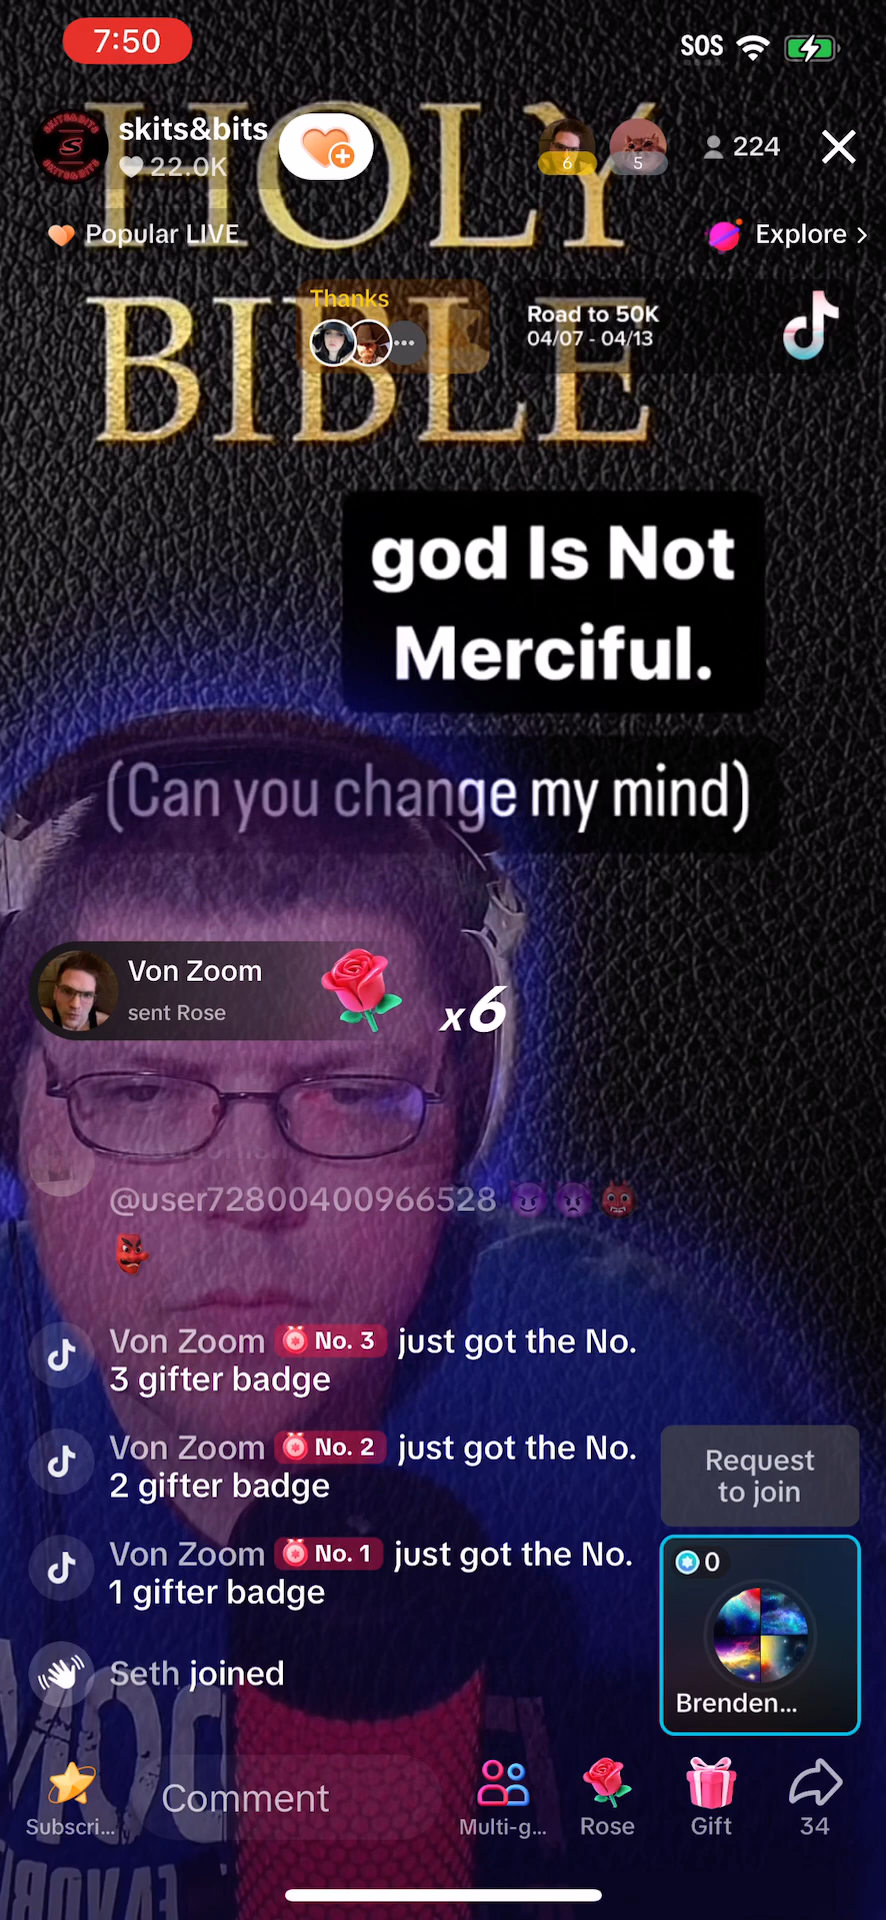 7:50
SOS
HOLY
BIBLE
skits&bits
22.0K
6
5
224
Popular LIVE
Explore >
Thanks
Road to 50K
04/07 - 04/13
god Is Not
Merciful.
(Can you change my mind)
Von Zoom
sent Rose
x6
@user72800400966528 😈👿👹
👺
Von Zoom No. 3 just got the No.
3 gifter badge
Von Zoom No. 2 just got the No.
2 gifter badge
Von Zoom No. 1 just got the No.
1 gifter badge
Seth joined
Request
to join
0
Brenden...
Comment
Subscri...
Multi-g...
Rose
Gift
34